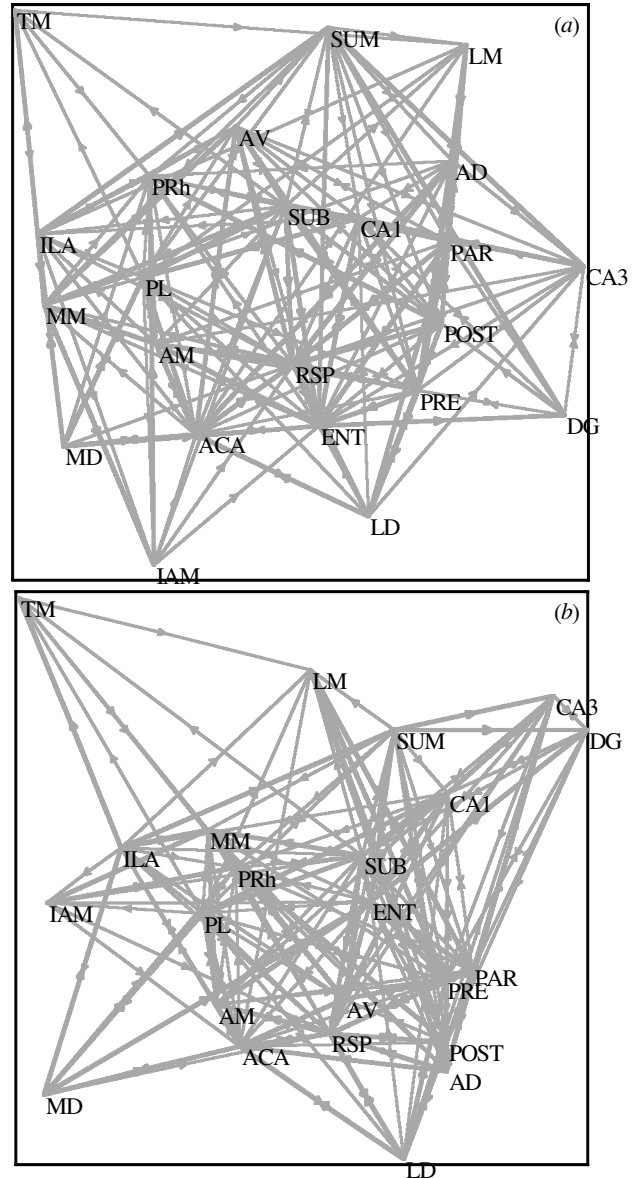 TM
(a)
SUM
LM
AV
AD
PRh
SUB
CA1
ILA
PAR
CA3
PL
MM
POST
AM
RSP
PRE
DG
ENT
ACA
MD
LD
IAM
TM
(b)
LM
CA3
SUM
DG
CA1
MM
ILA
SUB
PRh
IAM
ENT
PL
PAR
PRE
AV
AM
RSP
POST
ACA
AD
MD
LD